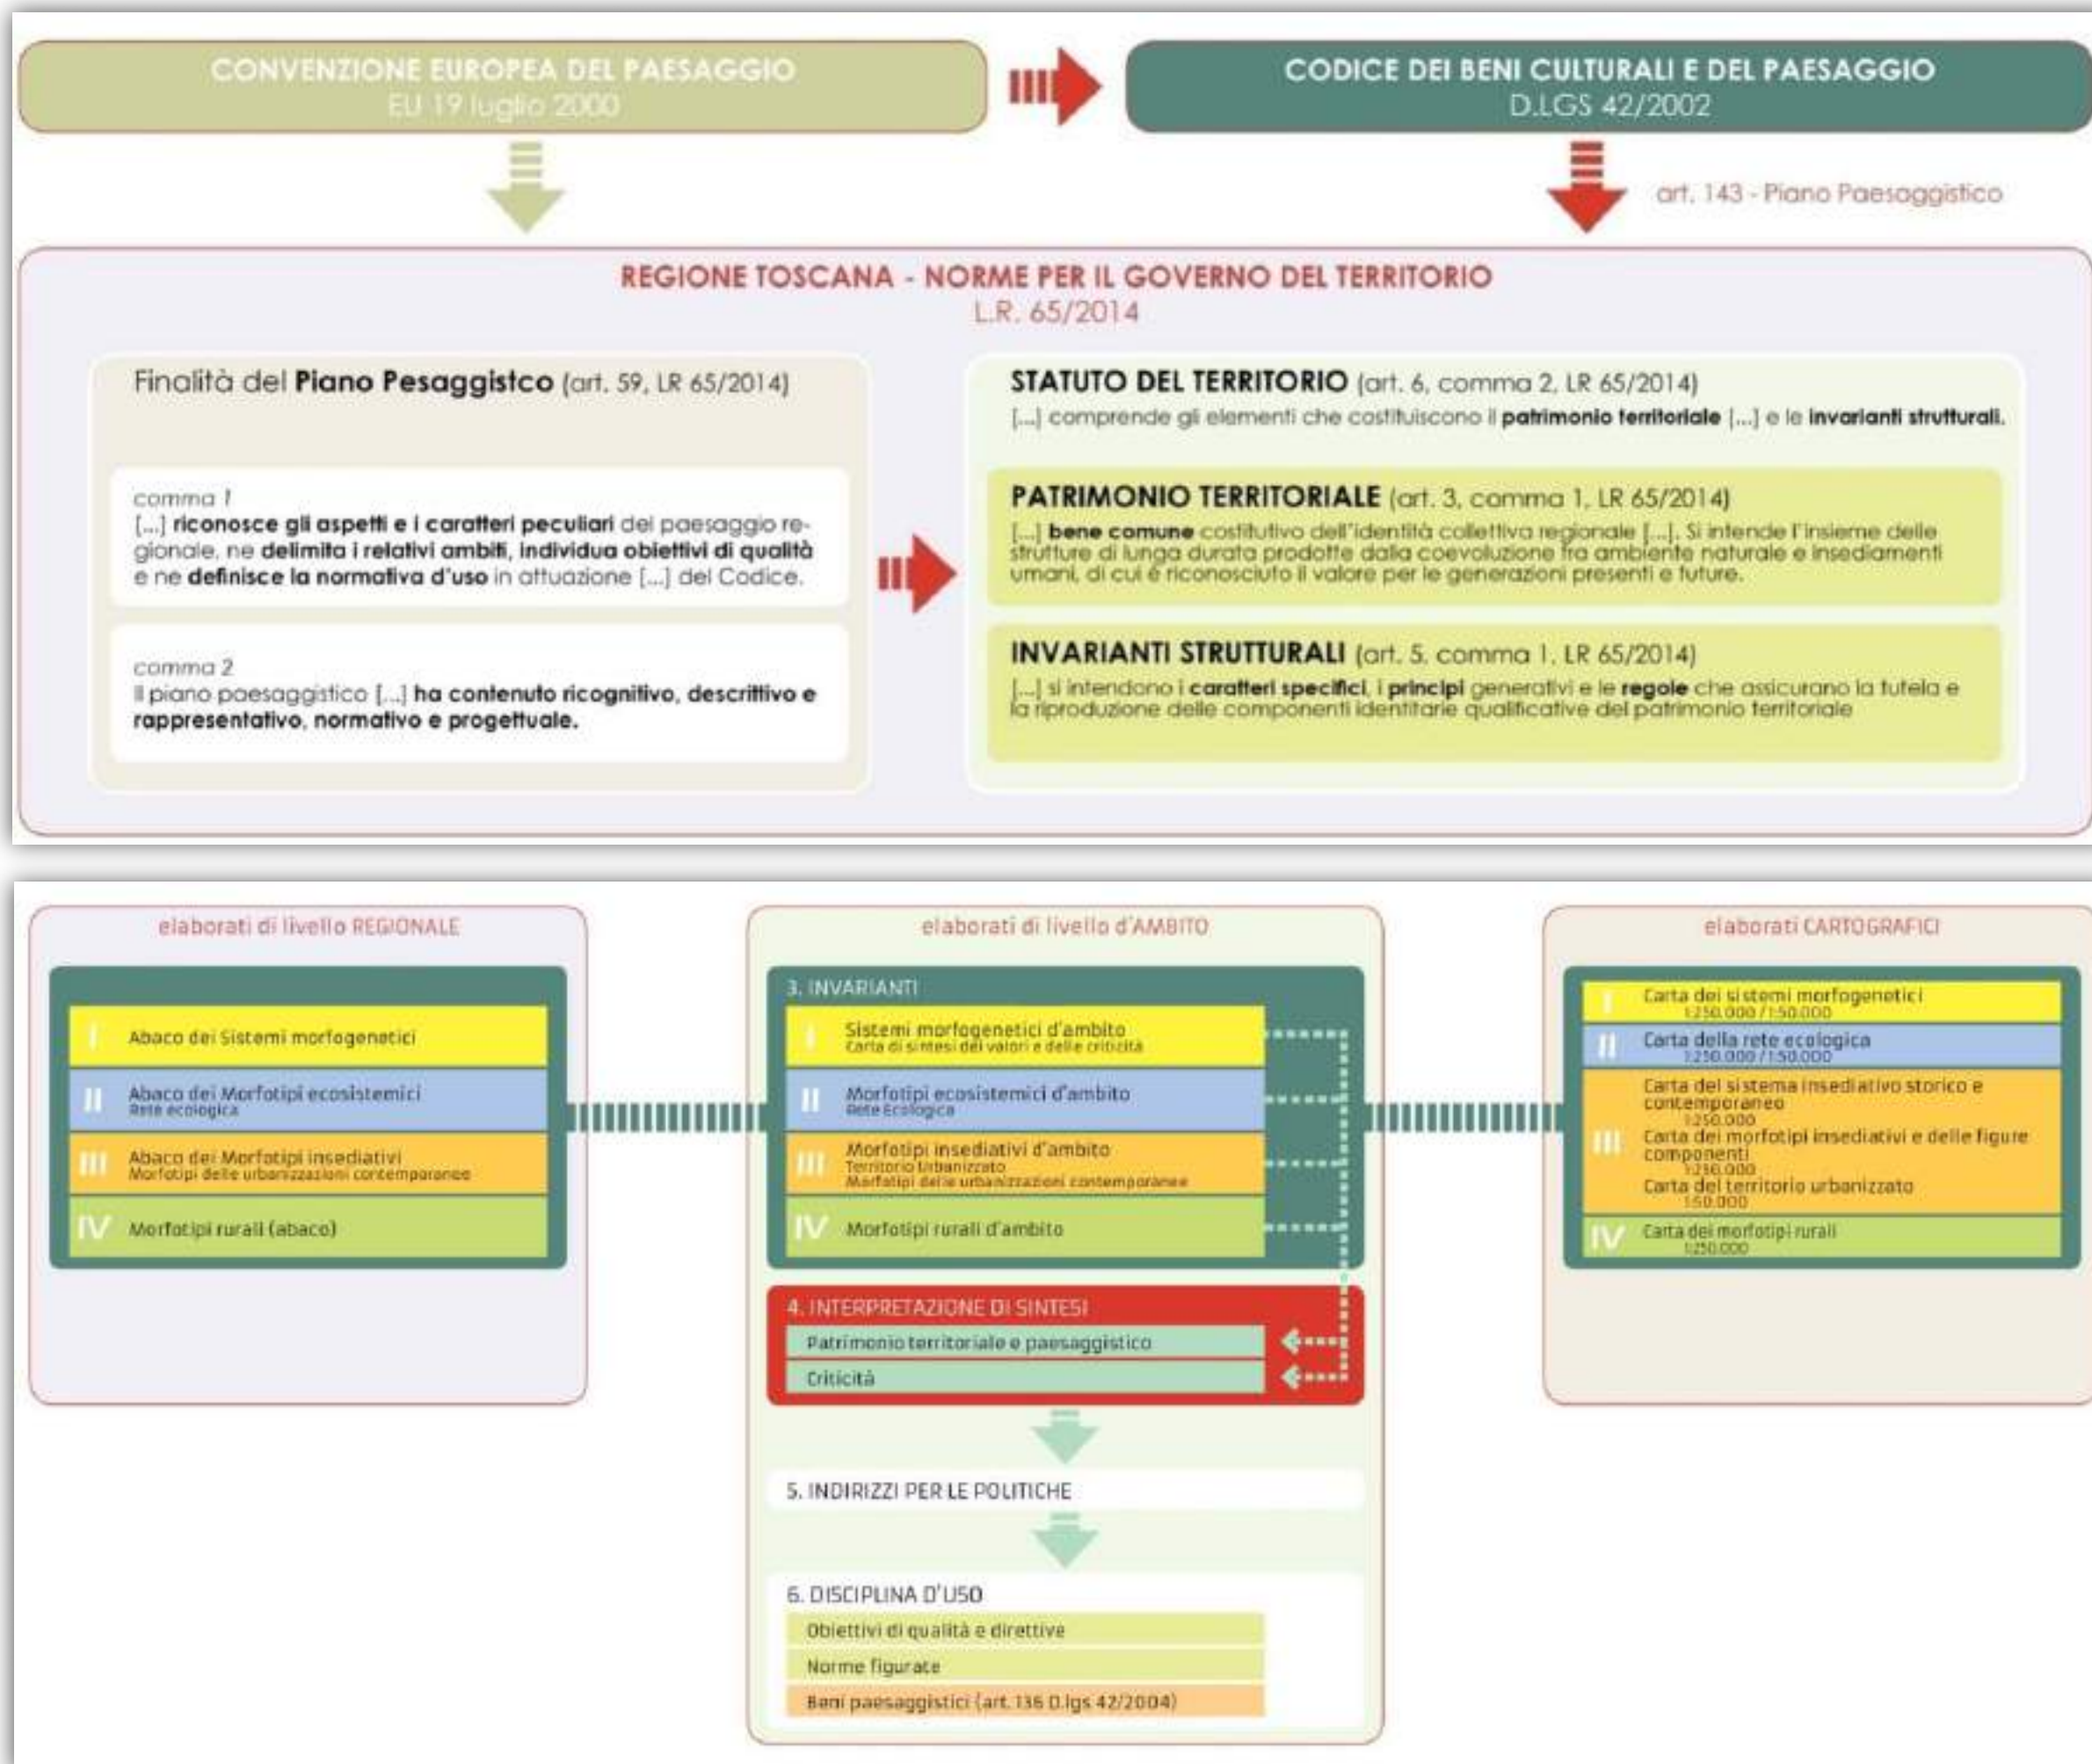 CONVENZIONE EUROPEA DEL PAESAGGIO
EU 19 luglio 2000
CODICE DEI BENI CULTURALI E DEL PAESAGGIO
D.LGS 42/2002
art. 143 - Piano Paesaggistico
REGIONE TOSCANA - NORME PER IL GOVERNO DEL TERRITORIO
L.R. 65/2014
Finalità del Piano Pesaggistco (art. 59, LR 65/2014)
comma 1
[...] riconosce gli aspetti e i caratteri peculiari del paesaggio re-
gionale, ne delimita i relativi ambiti, individua obiettivi di qualità
e ne definisce la normativa d'uso in attuazione [...] del Codice.
comma 2
Il piano paesaggistico [...] ha contenuto ricognitivo, descrittivo e
rappresentativo, normativo e progettuale.
STATUTO DEL TERRITORIO (art. 6, comma 2, LR 65/2014)
[...] comprende gli elementi che costituiscono il patrimonio territoriale [...] e le invarianti strutturali.
PATRIMONIO TERRITORIALE (art. 3, comma 1, LR 65/2014)
[...] bene comune costitutivo dell'identità collettiva regionale [...]. Si intende l'insieme delle
strutture di lunga durata prodotte dalla coevoluzione fra ambiente naturale e insediamenti
umani, di cui è riconosciuto il valore per le generazioni presenti e future.
INVARIANTI STRUTTURALI (art. 5, comma 1, LR 65/2014)
[...] si intendono i caratteri specifici, i principi generativi e le regole che assicurano la tutela e
la riproduzione delle componenti identitarie qualificative del patrimonio territoriale
elaborati di livello REGIONALE
I Abaco dei Sistemi morfogenetici
II Abaco dei Morfotipi ecosistemici
Rete ecologica
III Abaco dei Morfotipi insediativi
Morfotipi delle urbanizzazioni contemporanee
IV Morfotipi rurali (abaco)
elaborati di livello d'AMBITO
3. INVARIANTI
I Sistemi morfogenetici d'ambito
Carta di sintesi dei valori e delle criticità
II Morfotipi ecosistemici d'ambito
Rete Ecologica
III Morfotipi insediativi d'ambito
Territorio Urbanizzato
Morfotipi delle urbanizzazioni contemporanee
IV Morfotipi rurali d'ambito
4. INTERPRETAZIONE DI SINTESI
Patrimonio territoriale e paesaggistico
Criticità
5. INDIRIZZI PER LE POLITICHE
6. DISCIPLINA D'USO
Obiettivi di qualità e direttive
Norme figurate
Beni paesaggistici (art. 136 D.lgs 42/2004)
elaborati CARTOGRAFICI
I Carta dei sistemi morfogenetici
1:250.000 / 1:50.000
II Carta della rete ecologica
1:250.000 / 1:50.000
III Carta del sistema insediativo storico e
contemporaneo
1:250.000
Carta dei morfotipi insediativi e delle figure
componenti
1:250.000
Carta del territorio urbanizzato
1:50.000
IV Carta dei morfotipi rurali
1:250.000